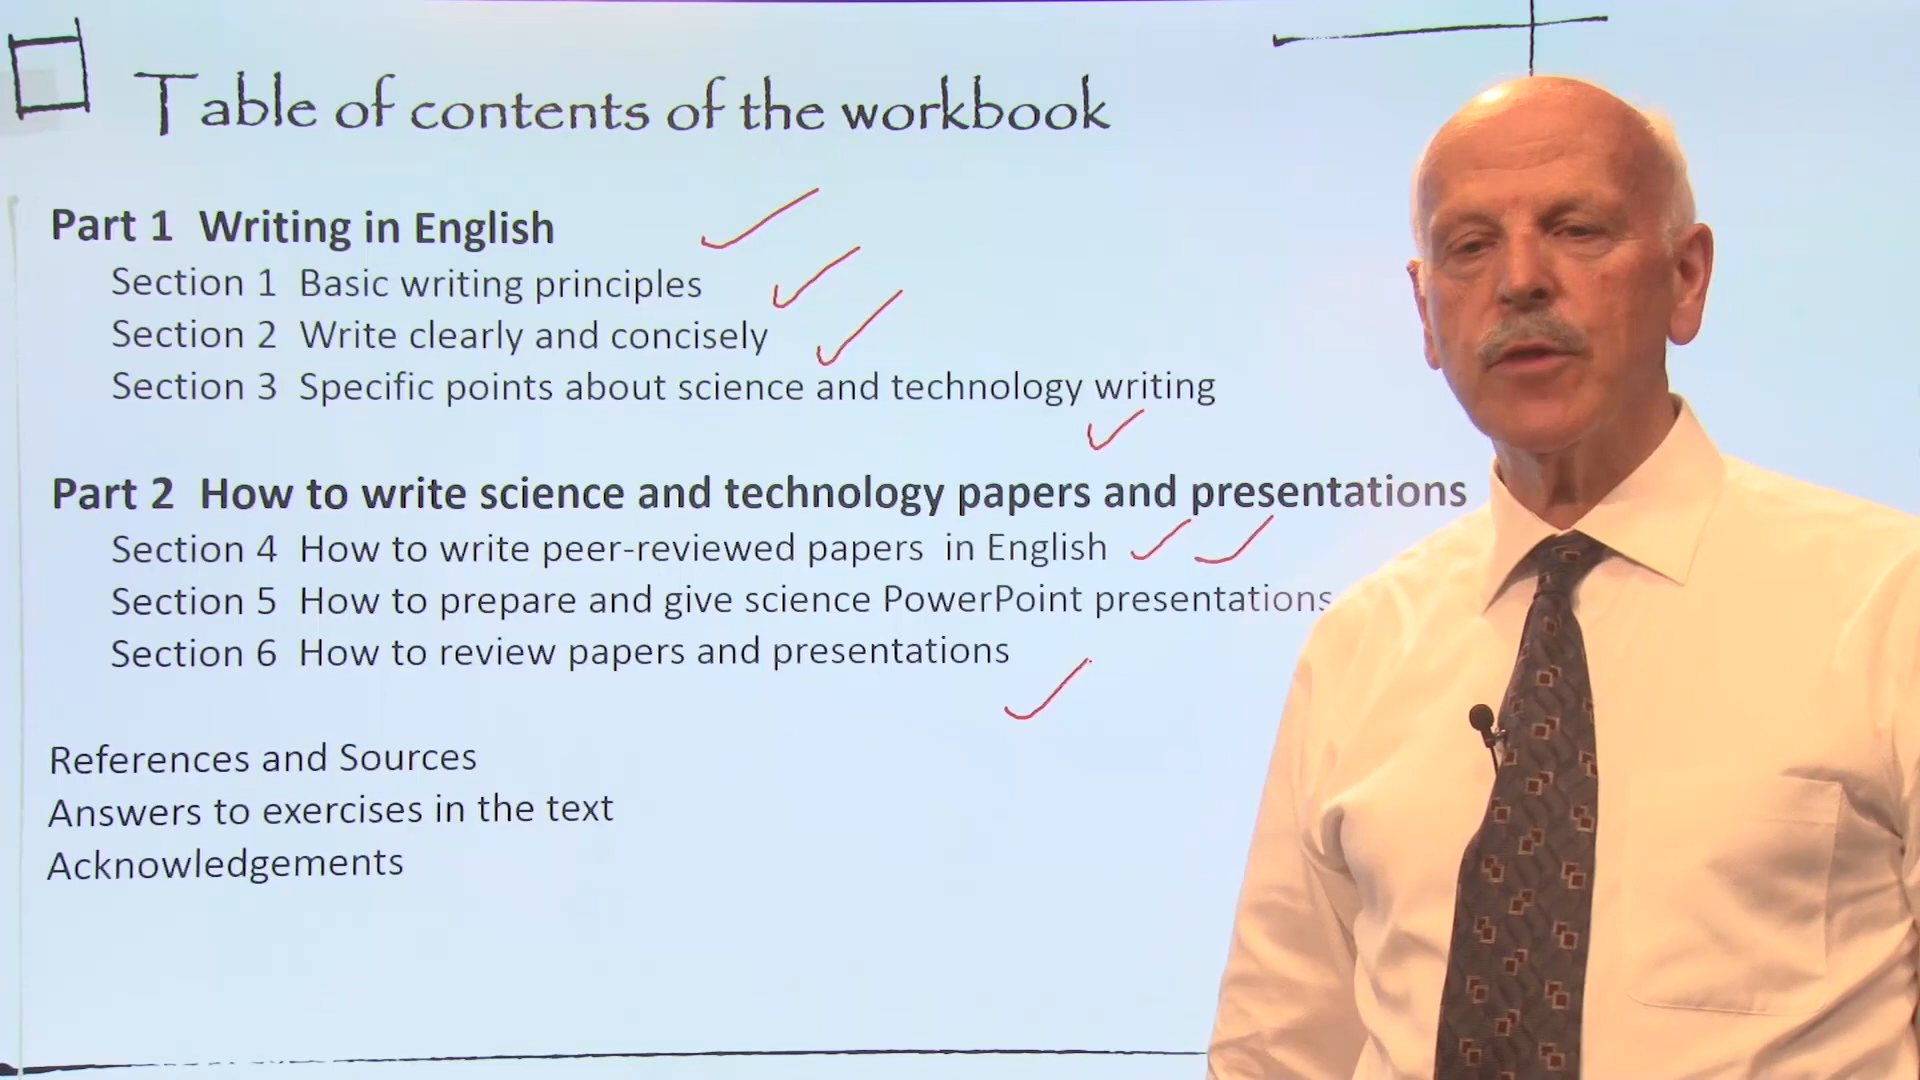 Table of contents of the workbook
Part 1 Writing in English
Section 1 Basic writing principles
Section 2 Write clearly and concisely
Section 3 Specific points about science and technology writing
Part 2 How to write science and technology papers and presentations
Section 4 How to write peer-reviewed papers in English
Section 5 How to prepare and give science PowerPoint presentations
Section 6 How to review papers and presentations
References and Sources
Answers to exercises in the text
Acknowledgements